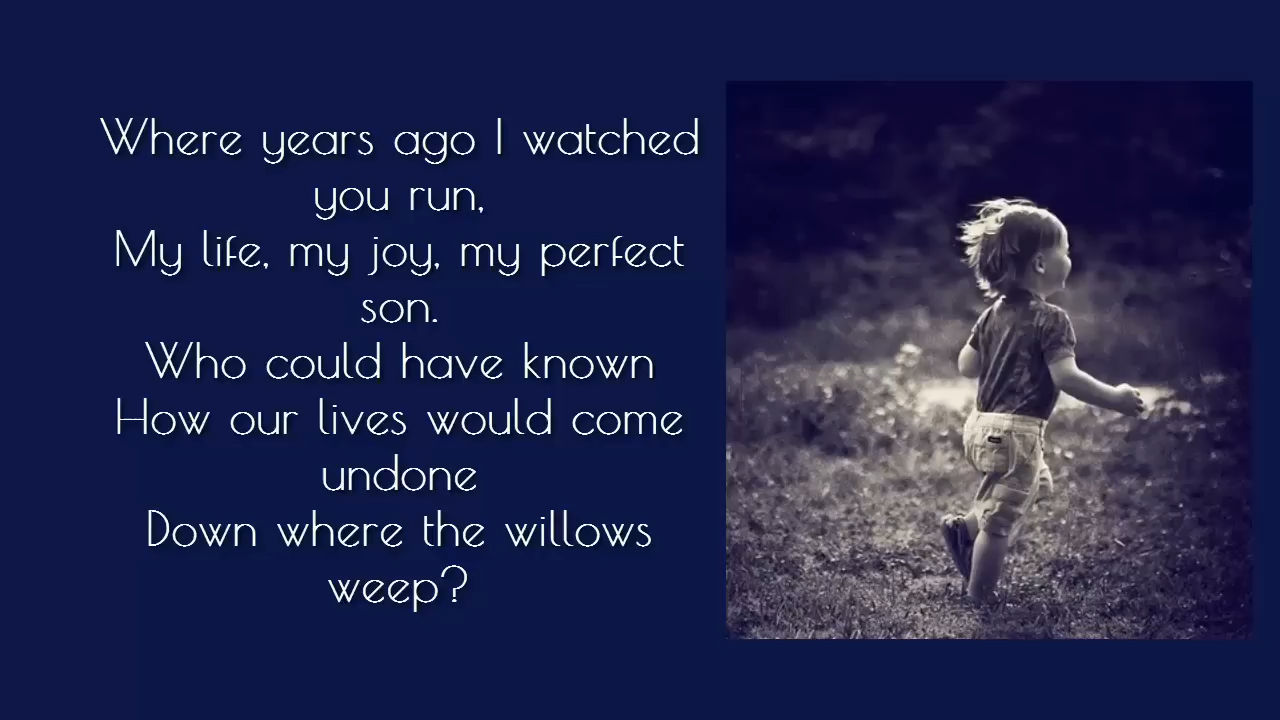 Where years ago I watched
you run,
My life, my joy, my perfect
son.
Who could have known
How our lives would come
undone
Down where the willows
weep?